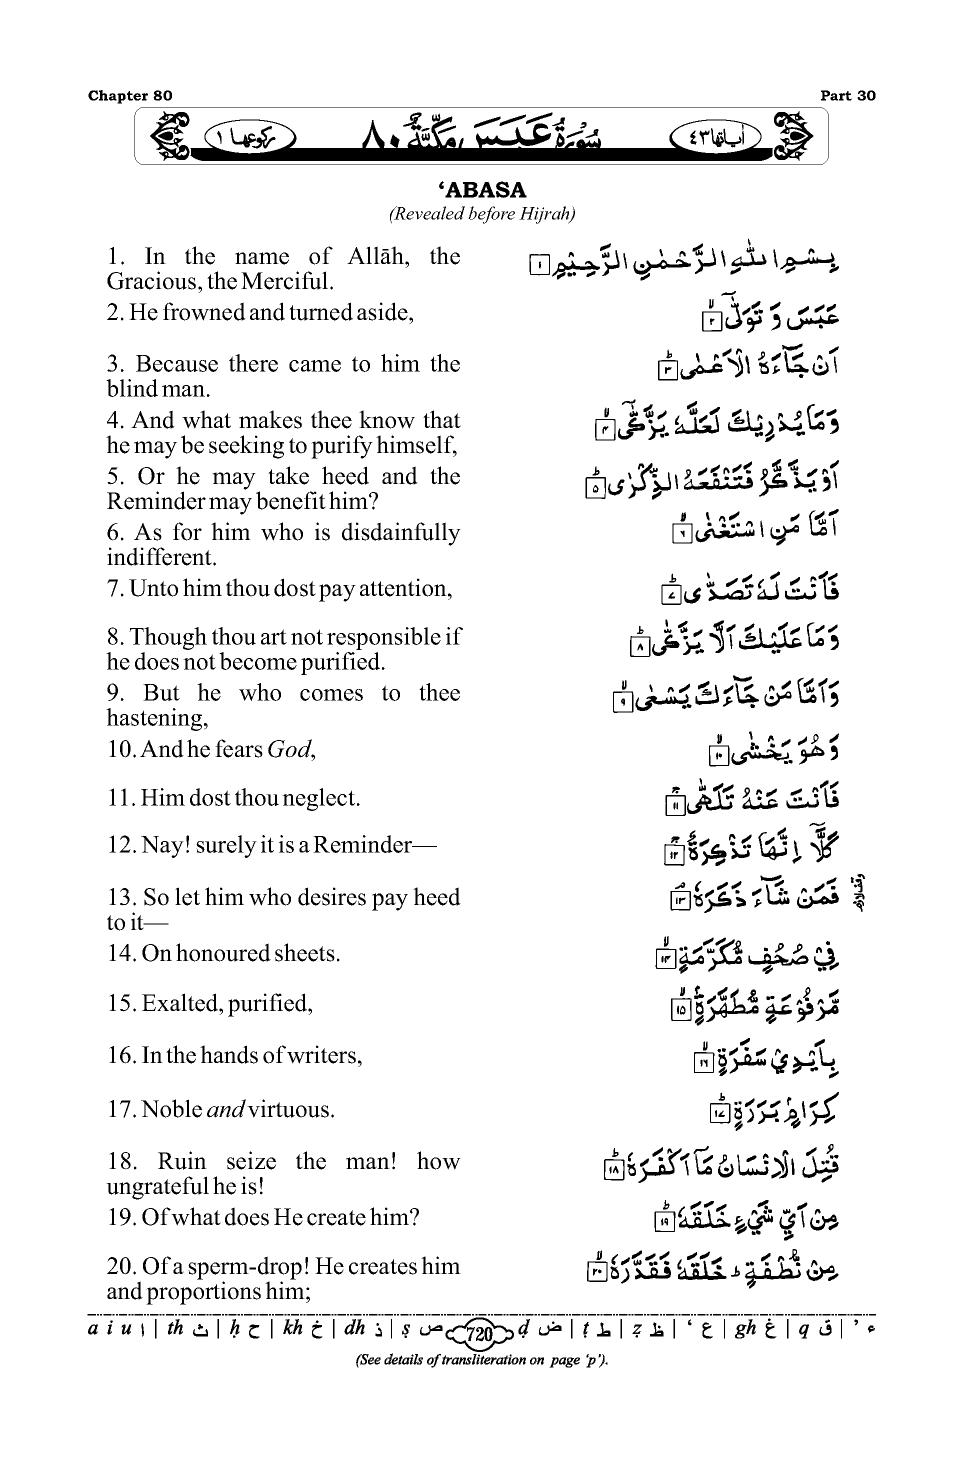 Chapter 80 Part 30
رکوعھا ١ سُوْرَةُ عَبَسَ مَكِّيَّةٌ ٨٠ اٰیاتھا ٤٣
‘ABASA
(Revealed before Hijrah)
1. In the name of Allāh, the
Gracious, the Merciful.
بِسْمِ اللّٰهِ الرَّحْمٰنِ الرَّحِيْمِ ١
2. He frowned and turned aside,
عَبَسَ وَ تَوَلّٰٓى ٢
3. Because there came to him the
blind man.
اَنْ جَآءَهُ الْاَعْمٰى ٣
4. And what makes thee know that
he may be seeking to purify himself,
وَمَا يُدْرِيْكَ لَعَلَّهٗ يَزَّكّٰٓى ٤
5. Or he may take heed and the
Reminder may benefit him?
اَوْ يَذَّكَّرُ فَتَنْفَعَهُ الذِّكْرٰى ٥
6. As for him who is disdainfully
indifferent.
اَمَّا مَنِ اسْتَغْنٰى ٦
7. Unto him thou dost pay attention,
فَاَنْتَ لَهٗ تَصَدّٰى ٧
8. Though thou art not responsible if
he does not become purified.
وَمَا عَلَيْكَ اَلَّا يَزَّكّٰى ٨
9. But he who comes to thee
hastening,
وَاَمَّا مَنْ جَآءَكَ يَسْعٰى ٩
10. And he fears God,
وَهُوَ يَخْشٰى ١٠
11. Him dost thou neglect.
فَاَنْتَ عَنْهُ تَلَهّٰى ١١
12. Nay! surely it is a Reminder—
كَلَّآ اِنَّهَا تَذْكِرَةٌ ١٢
13. So let him who desires pay heed
to it—
فَمَنْ شَآءَ ذَكَرَهٗ ١٣
وقف لازم
14. On honoured sheets.
فِيْ صُحُفٍ مُّكَرَّمَةٍ ١٤
15. Exalted, purified,
مَّرْفُوْعَةٍ مُّطَهَّرَةٍۭ ١٥
16. In the hands of writers,
بِاَيْدِيْ سَفَرَةٍ ١٦
17. Noble and virtuous.
كِرَامٍۭ بَرَرَةٍ ١٧
18. Ruin seize the man! how
ungrateful he is!
قُتِلَ الْاِنْسَانُ مَآ اَكْفَرَهٗ ١٨
19. Of what does He create him?
مِنْ اَيِّ شَيْءٍ خَلَقَهٗ ١٩
20. Of a sperm-drop! He creates him
and proportions him;
مِنْ نُّطْفَةٍ ؕ خَلَقَهٗ فَقَدَّرَهٗ ٢٠
a i u ا | th ث | ḥ ح | kh خ | dh ذ | ṣ ص 720 ḍ ض | ṭ ط | ẓ ظ | ‘ ع | gh غ | q ق | ’ ء
(See details of transliteration on page ‘p’).